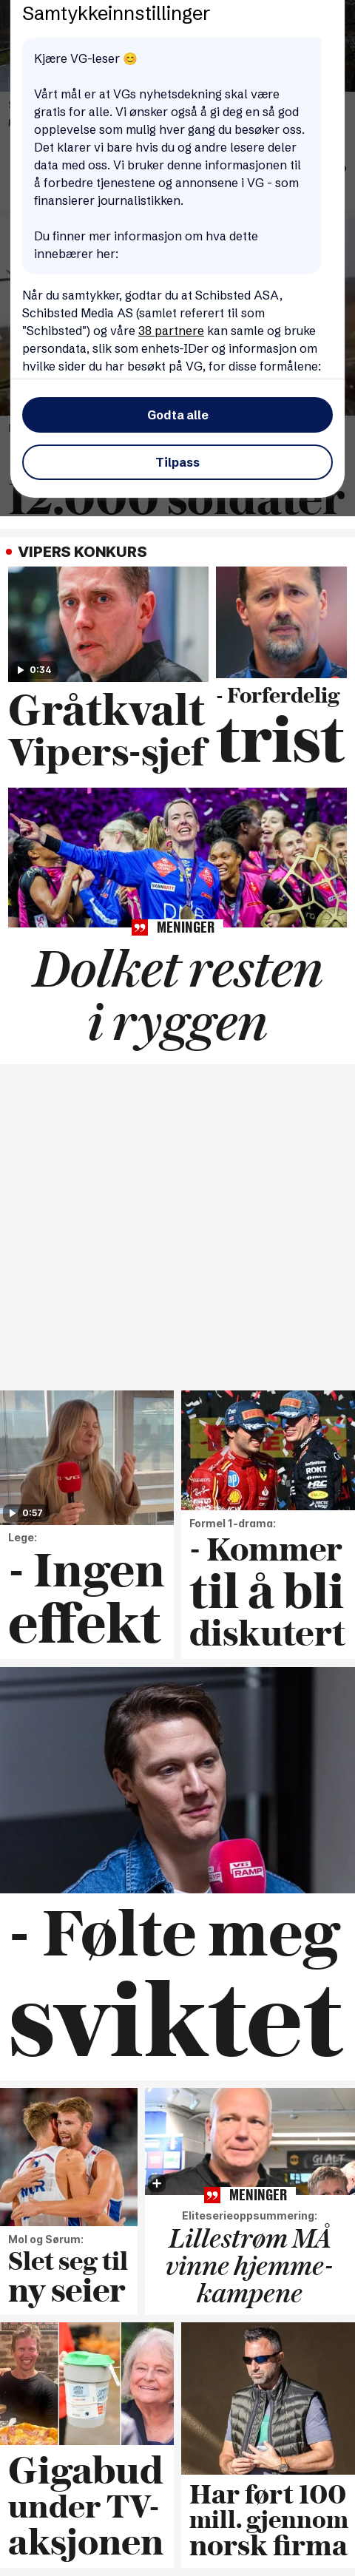 Samtykkeinnstillinger
Kjære VG-leser 😊
Vårt mål er at VGs nyhetsdekning skal være
gratis for alle. Vi ønsker også å gi deg en så god
opplevelse som mulig hver gang du besøker oss.
Det klarer vi bare hvis du og andre lesere deler
data med oss. Vi bruker denne informasjonen til
å forbedre tjenestene og annonsene i VG - som
finansierer journalistikken.
Du finner mer informasjon om hva dette
innebærer her:
Når du samtykker, godtar du at Schibsted ASA,
Schibsted Media AS (samlet referert til som
"Schibsted") og våre 38 partnere kan samle og bruke
persondata, slik som enhets-IDer og informasjon om
hvilke sider du har besøkt på VG, for disse formålene:
Godta alle
Tilpass
12.000 soldater
VIPERS KONKURS
0:34
Gråtkvalt
Vipers-sjef
- Forferdelig
trist
MENINGER
Dolket resten
i ryggen
VG
0:57
Lege:
- Ingen
effekt
Formel 1-drama:
- Kommer
til å bli
diskutert
VG
RAMP
- Følte meg
sviktet
Mol og Sørum:
Slet seg til
ny seier
MENINGER
Eliteserieoppsummering:
Lillestrøm MÅ
vinne hjemme-
kampene
Gigabud
under TV-
aksjonen
Har ført 100
mill. gjennom
norsk firma